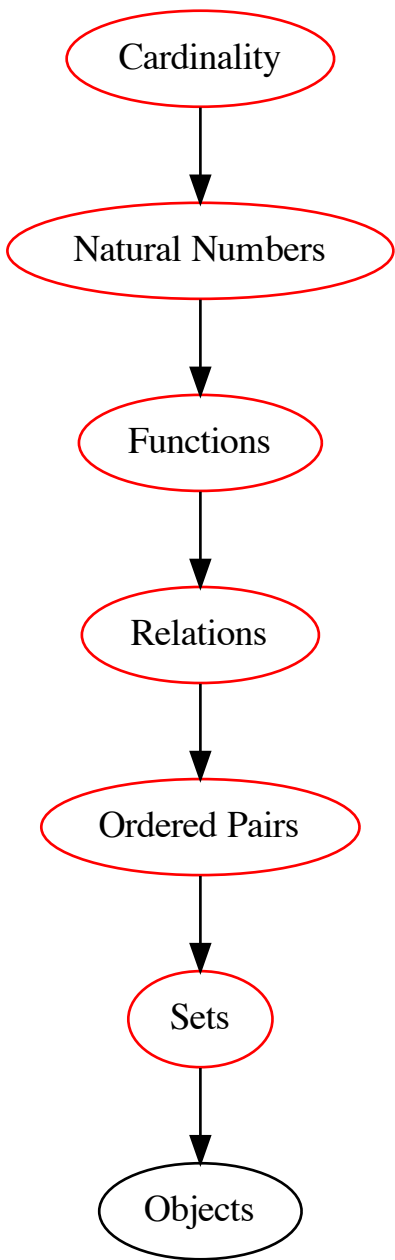 Cardinality
Natural Numbers
Functions
Relations
Ordered Pairs
Sets
Objects